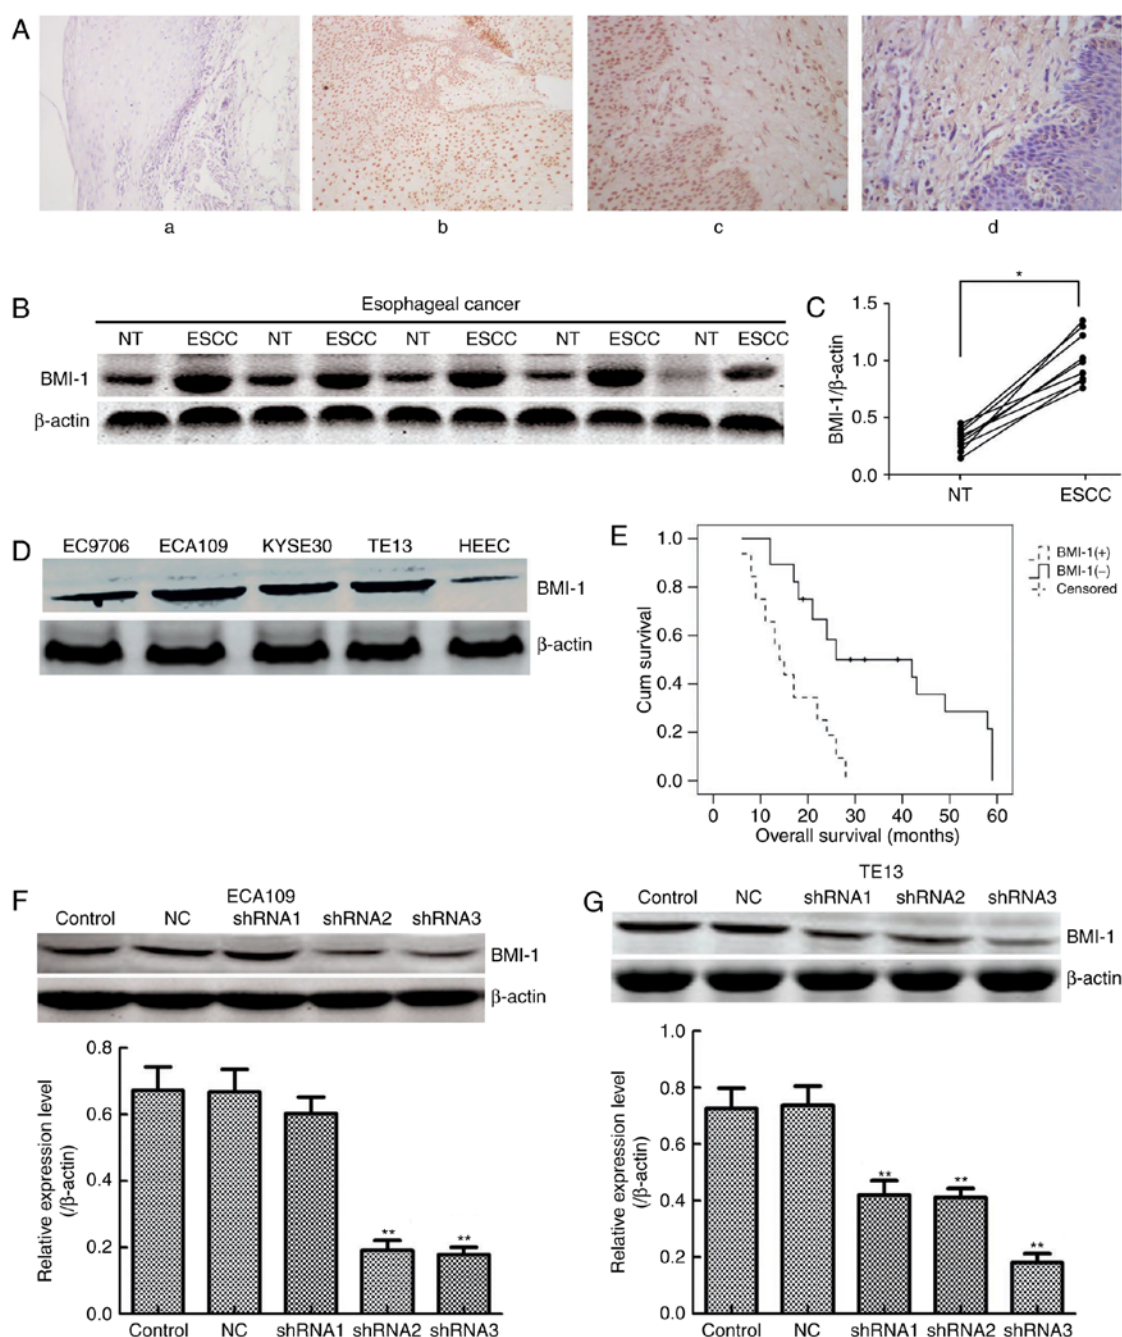 A
a b c d
B
Esophageal cancer
NT ESCC NT ESCC NT ESCC NT ESCC NT ESCC
BMI-1
β-actin
C
*
BMI-1/β-actin
1.5
1.0
0.5
0.0
NT ESCC
D
EC9706 ECA109 KYSE30 TE13 HEEC
BMI-1
β-actin
E
Cum survival
1.0
0.8
0.6
0.4
0.2
0.0
0 10 20 30 40 50 60
Overall survival (months)
BMI-1(+)
BMI-1(−)
Censored
F
ECA109
Control NC shRNA1 shRNA2 shRNA3
BMI-1
β-actin
Relative expression level
(/β-actin)
0.8
0.6
0.4
0.2
0.0
** **
Control NC shRNA1 shRNA2 shRNA3
G
TE13
Control NC shRNA1 shRNA2 shRNA3
BMI-1
β-actin
Relative expression level
(/β-actin)
1.0
0.8
0.6
0.4
0.2
0.0
** ** **
Control NC shRNA1 shRNA2 shRNA3